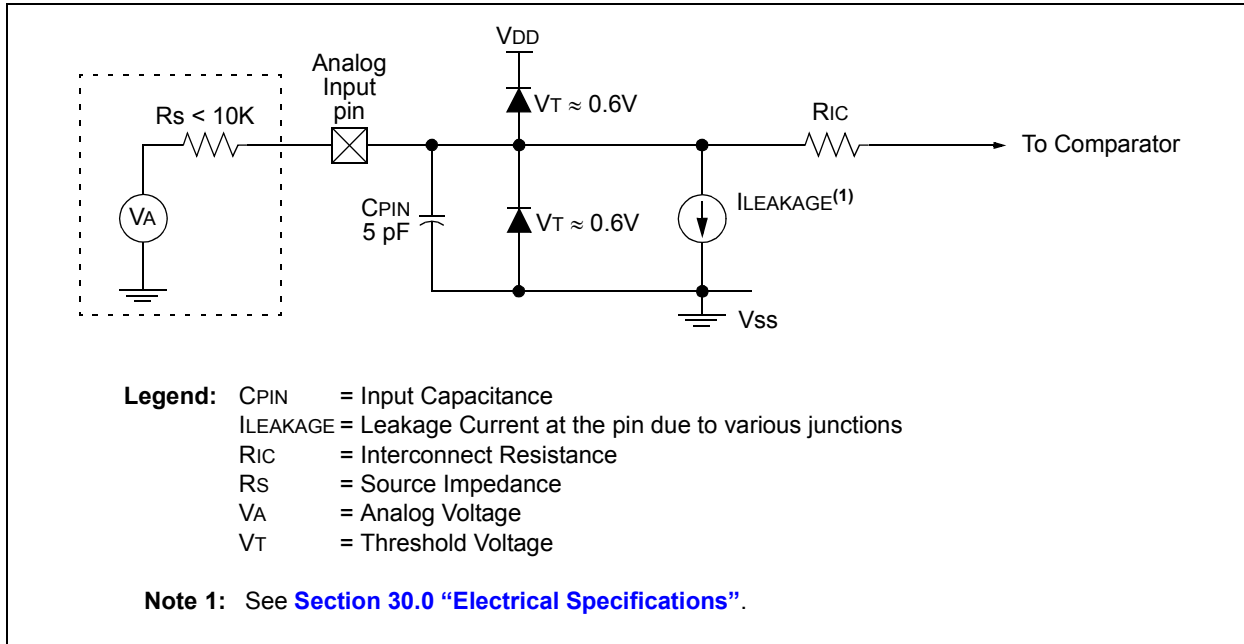 VDD
Analog
Input
pin
Rs < 10K
VT ≈ 0.6V
RIC
To Comparator
VA
CPIN
5 pF
VT ≈ 0.6V
ILEAKAGE(1)
Vss
Legend: CPIN = Input Capacitance
ILEAKAGE = Leakage Current at the pin due to various junctions
RIC = Interconnect Resistance
RS = Source Impedance
VA = Analog Voltage
VT = Threshold Voltage
Note 1: See Section 30.0 “Electrical Specifications”.